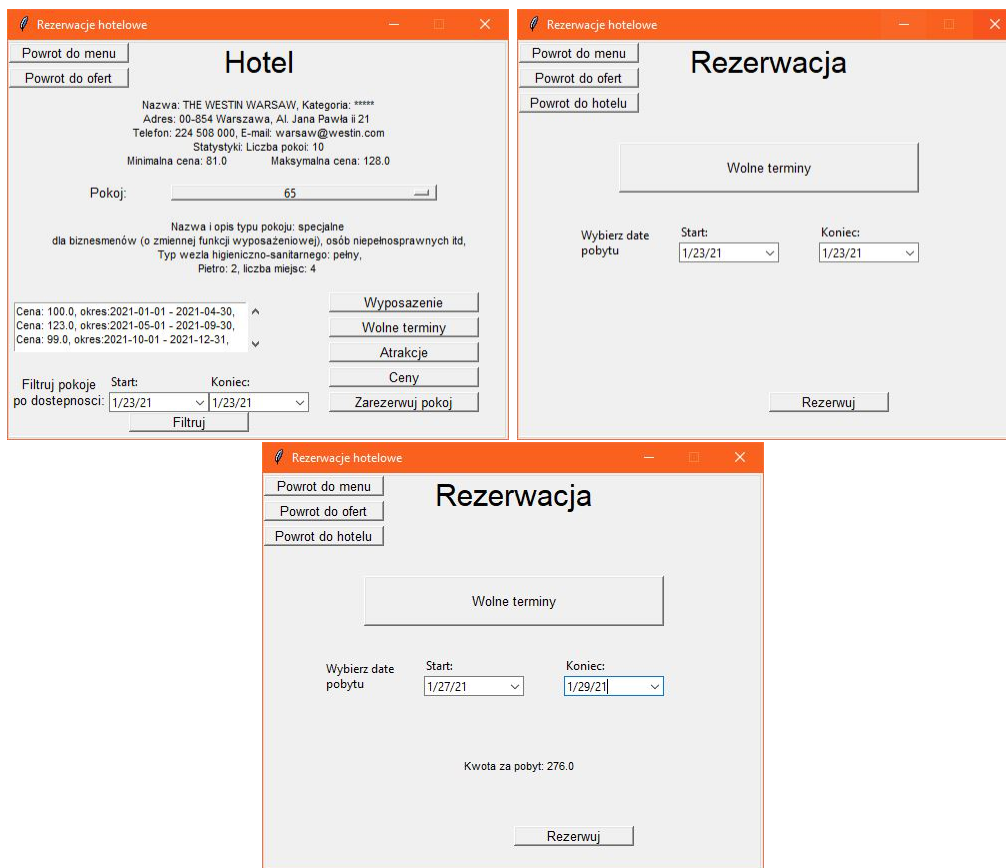 Rezerwacje hotelowe
Powrot do menu
Powrot do ofert
Hotel
Nazwa: THE WESTIN WARSAW, Kategoria: *****
Adres: 00-854 Warszawa, Al. Jana Pawła ii 21
Telefon: 224 508 000, E-mail: warsaw@westin.com
Statystyki: Liczba pokoi: 10
Minimalna cena: 81.0 Maksymalna cena: 128.0
Pokoj: 65
Nazwa i opis typu pokoju: specjalne
dla biznesmenów (o zmiennej funkcji wyposażeniowej), osób niepełnosprawnych itd,
Typ wezla higieniczno-sanitarnego: pełny,
Pietro: 2, liczba miejsc: 4
Cena: 100.0, okres:2021-01-01 - 2021-04-30,
Cena: 123.0, okres:2021-05-01 - 2021-09-30,
Cena: 99.0, okres:2021-10-01 - 2021-12-31,
Wyposazenie
Wolne terminy
Atrakcje
Ceny
Zarezerwuj pokoj
Filtruj pokoje
po dostepnosci:
Start: Koniec:
1/23/21 1/23/21
Filtruj
Rezerwacje hotelowe
Powrot do menu
Powrot do ofert
Powrot do hotelu
Rezerwacja
Wolne terminy
Wybierz date
pobytu
Start: Koniec:
1/23/21 1/23/21
Rezerwuj
Rezerwacje hotelowe
Powrot do menu
Powrot do ofert
Powrot do hotelu
Rezerwacja
Wolne terminy
Wybierz date
pobytu
Start: Koniec:
1/27/21 1/29/21
Kwota za pobyt: 276.0
Rezerwuj